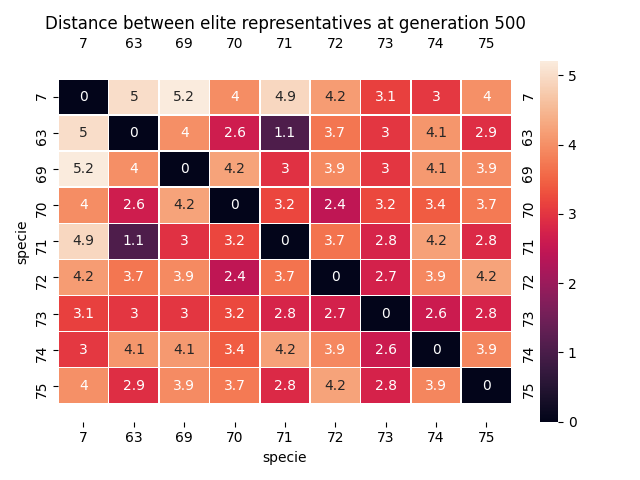 Distance between elite representatives at generation 500
7 63 69 70 71 72 73 74 75
7 0 5 5.2 4 4.9 4.2 3.1 3 4 7
63 5 0 4 2.6 1.1 3.7 3 4.1 2.9 63
69 5.2 4 0 4.2 3 3.9 3 4.1 3.9 69
70 4 2.6 4.2 0 3.2 2.4 3.2 3.4 3.7 70
71 4.9 1.1 3 3.2 0 3.7 2.8 4.2 2.8 71
72 4.2 3.7 3.9 2.4 3.7 0 2.7 3.9 4.2 72
73 3.1 3 3 3.2 2.8 2.7 0 2.6 2.8 73
74 3 4.1 4.1 3.4 4.2 3.9 2.6 0 3.9 74
75 4 2.9 3.9 3.7 2.8 4.2 2.8 3.9 0 75
7 63 69 70 71 72 73 74 75
specie
specie
5
4
3
2
1
0